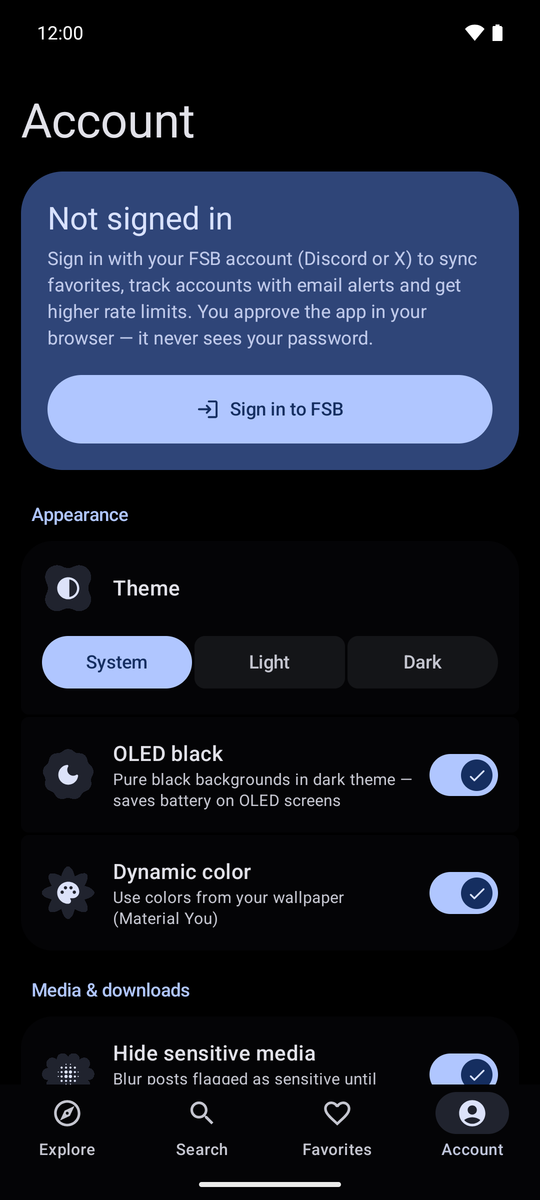 12:00
Account
Not signed in
Sign in with your FSB account (Discord or X) to sync
favorites, track accounts with email alerts and get
higher rate limits. You approve the app in your
browser — it never sees your password.
Sign in to FSB
Appearance
Theme
System
Light
Dark
OLED black
Pure black backgrounds in dark theme —
saves battery on OLED screens
Dynamic color
Use colors from your wallpaper
(Material You)
Media & downloads
Hide sensitive media
Blur posts flagged as sensitive until
Explore
Search
Favorites
Account